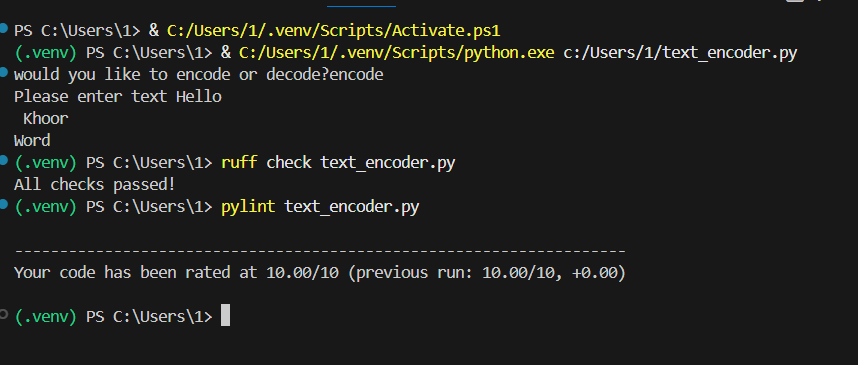 PS C:\Users\1> & C:/Users/1/.venv/Scripts/Activate.ps1
(.venv) PS C:\Users\1> & C:/Users/1/.venv/Scripts/python.exe c:/Users/1/text_encoder.py
would you like to encode or decode?encode
Please enter text Hello
 Khoor
Word
(.venv) PS C:\Users\1> ruff check text_encoder.py
All checks passed!
(.venv) PS C:\Users\1> pylint text_encoder.py
--------------------------------------------------------------------
Your code has been rated at 10.00/10 (previous run: 10.00/10, +0.00)
(.venv) PS C:\Users\1>